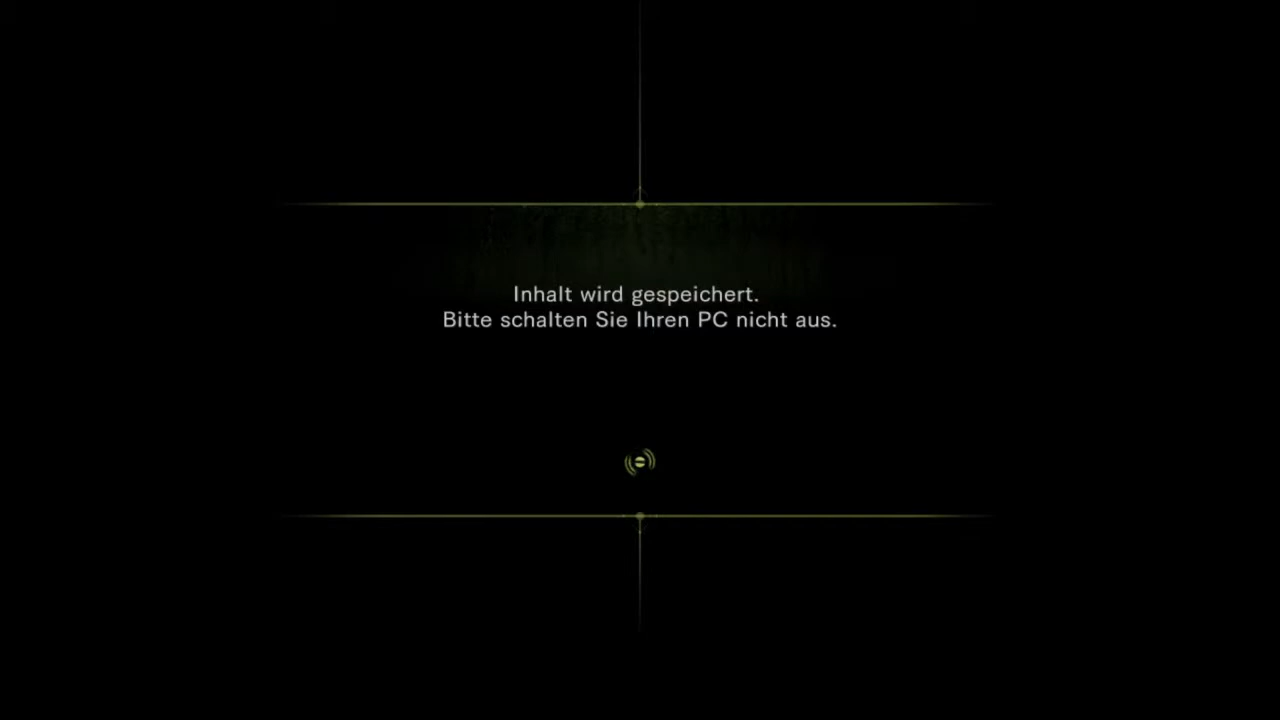 Inhalt wird gespeichert.
Bitte schalten Sie Ihren PC nicht aus.